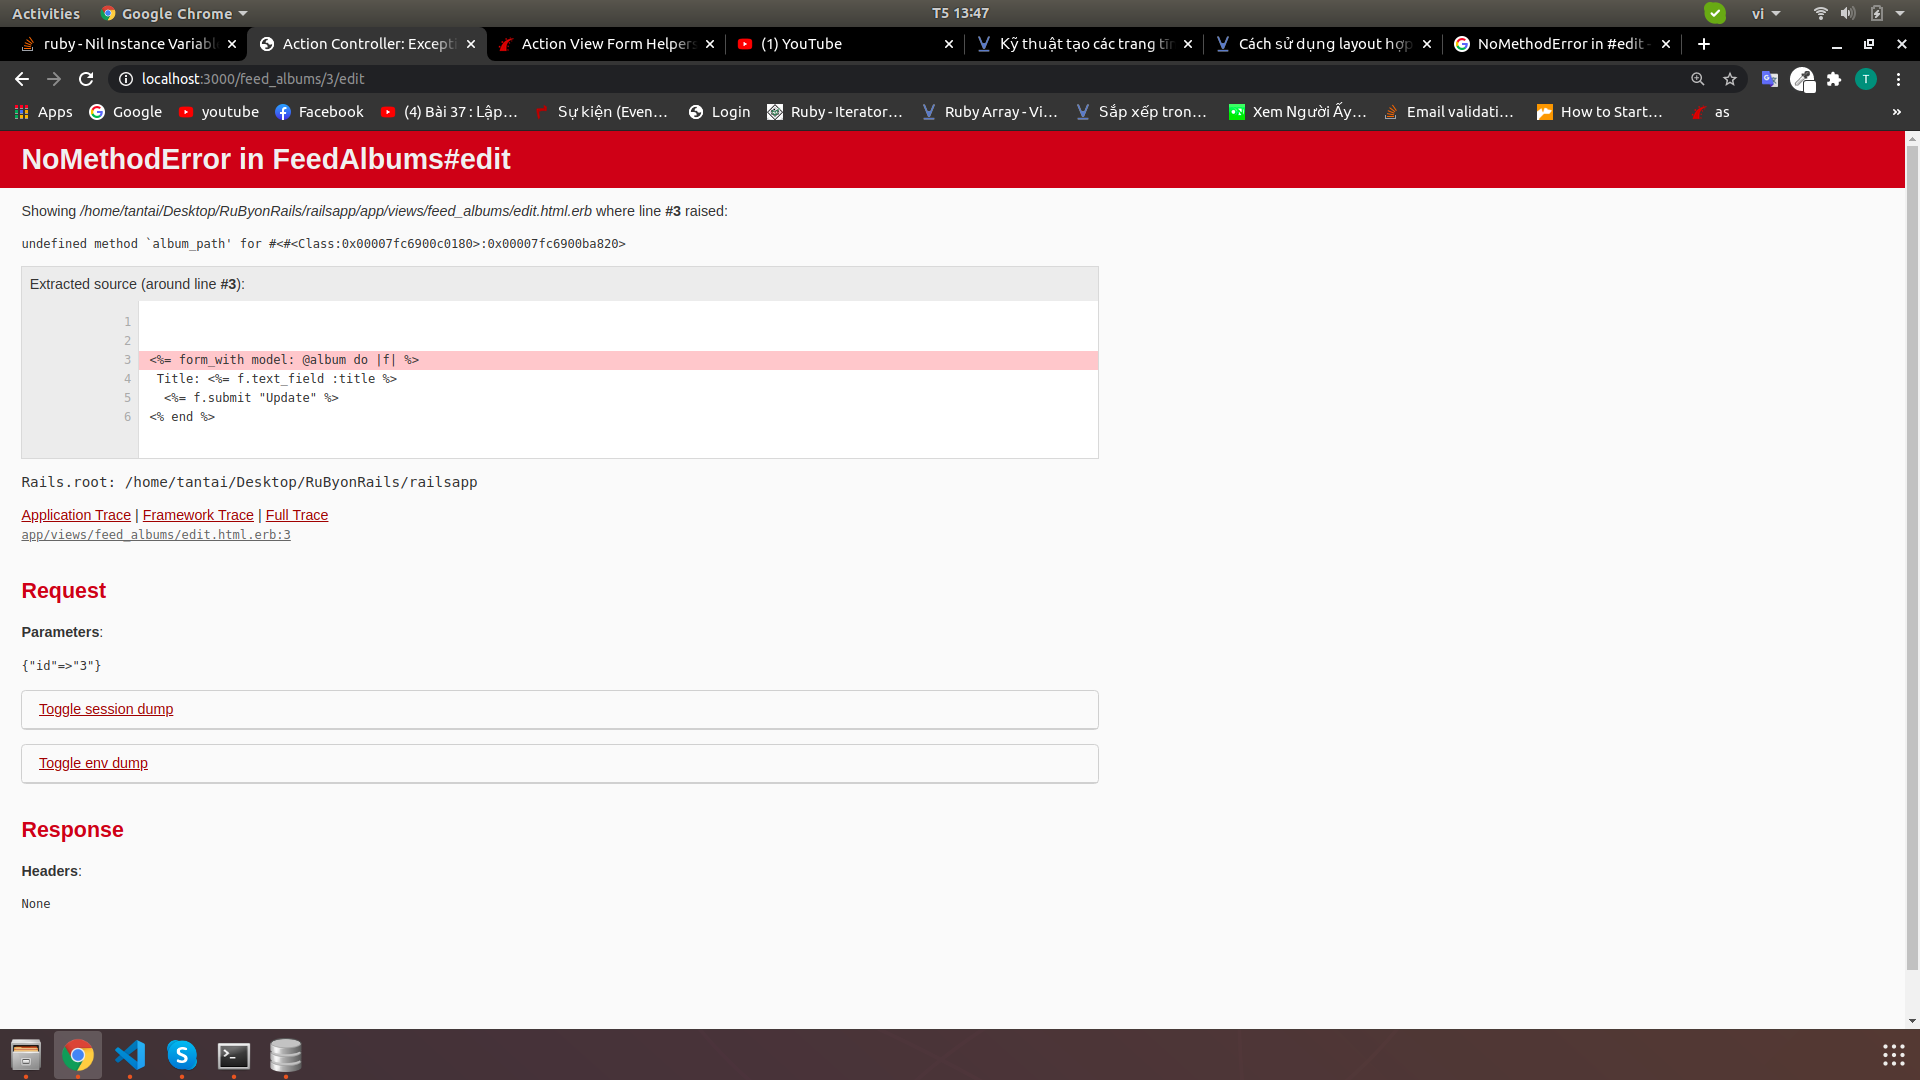 Activities
Google Chrome
T5 13:47
vi
ruby - Nil Instance Variabl
Action Controller: Excepti
Action View Form Helpers
(1) YouTube
Kỹ thuật tạo các trang tĩn
Cách sử dụng layout hợp
NoMethodError in #edit -
localhost:3000/feed_albums/3/edit
T
Apps
Google
youtube
Facebook
(4) Bài 37 : Lập...
Sự kiện (Even...
Login
Ruby - Iterator...
Ruby Array - Vi...
Sắp xếp tron...
Xem Người Ấy...
Email validati...
How to Start...
as
»
NoMethodError in FeedAlbums#edit
Showing /home/tantai/Desktop/RuByonRails/railsapp/app/views/feed_albums/edit.html.erb where line #3 raised:
undefined method `album_path' for #<#<Class:0x00007fc6900c0180>:0x00007fc6900ba820>
Extracted source (around line #3):
1
2
3 <%= form_with model: @album do |f| %>
4 Title: <%= f.text_field :title %>
5 <%= f.submit "Update" %>
6 <% end %>
Rails.root: /home/tantai/Desktop/RuByonRails/railsapp
Application Trace | Framework Trace | Full Trace
app/views/feed_albums/edit.html.erb:3
Request
Parameters:
{"id"=>"3"}
Toggle session dump
Toggle env dump
Response
Headers:
None